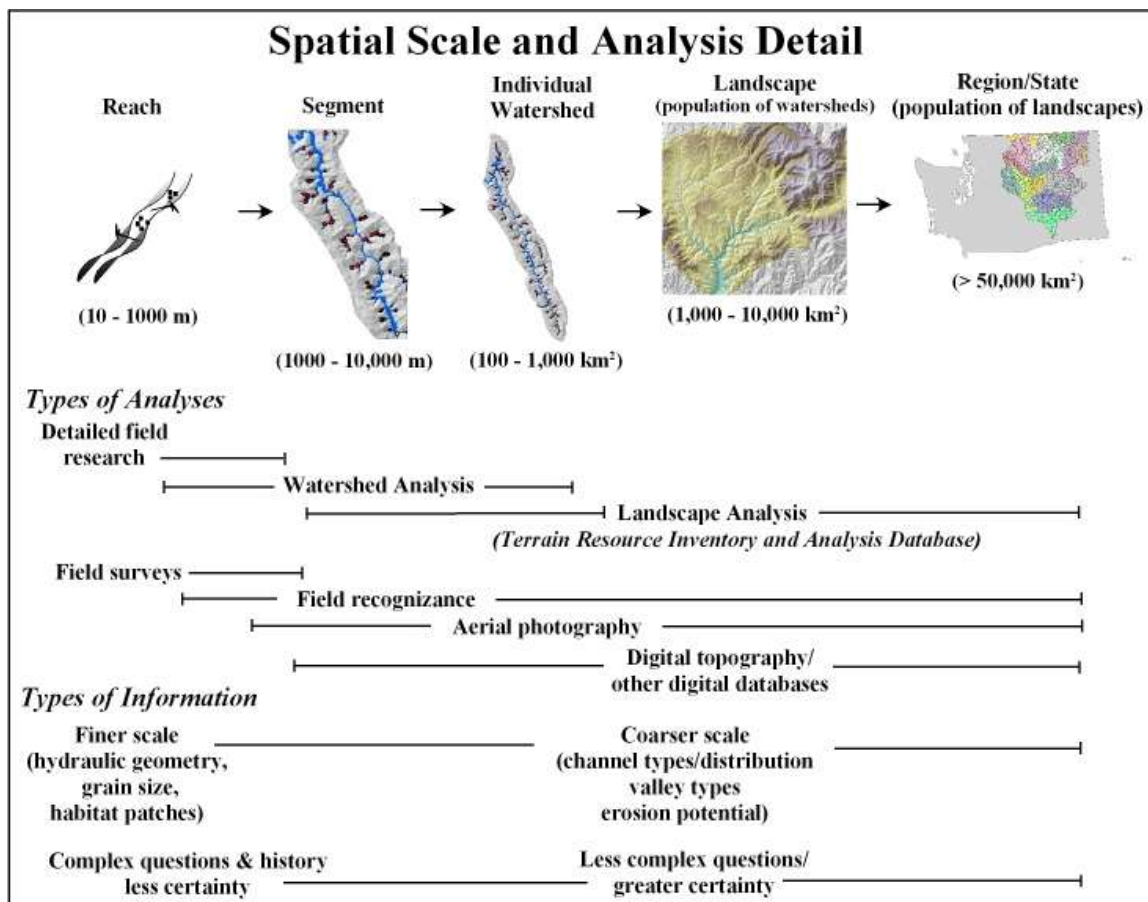 Spatial Scale and Analysis Detail
Reach
(10 - 1000 m)
Segment
(1000 - 10,000 m)
Individual
Watershed
(100 - 1,000 km²)
Landscape
(population of watersheds)
(1,000 - 10,000 km²)
Region/State
(population of landscapes)
(> 50,000 km²)
Types of Analyses
Detailed field
research
Watershed Analysis
Landscape Analysis
(Terrain Resource Inventory and Analysis Database)
Field surveys
Field recognizance
Aerial photography
Digital topography/
other digital databases
Types of Information
Finer scale
(hydraulic geometry,
grain size,
habitat patches)
Coarser scale
(channel types/distribution
valley types
erosion potential)
Complex questions & history
less certainty
Less complex questions/
greater certainty